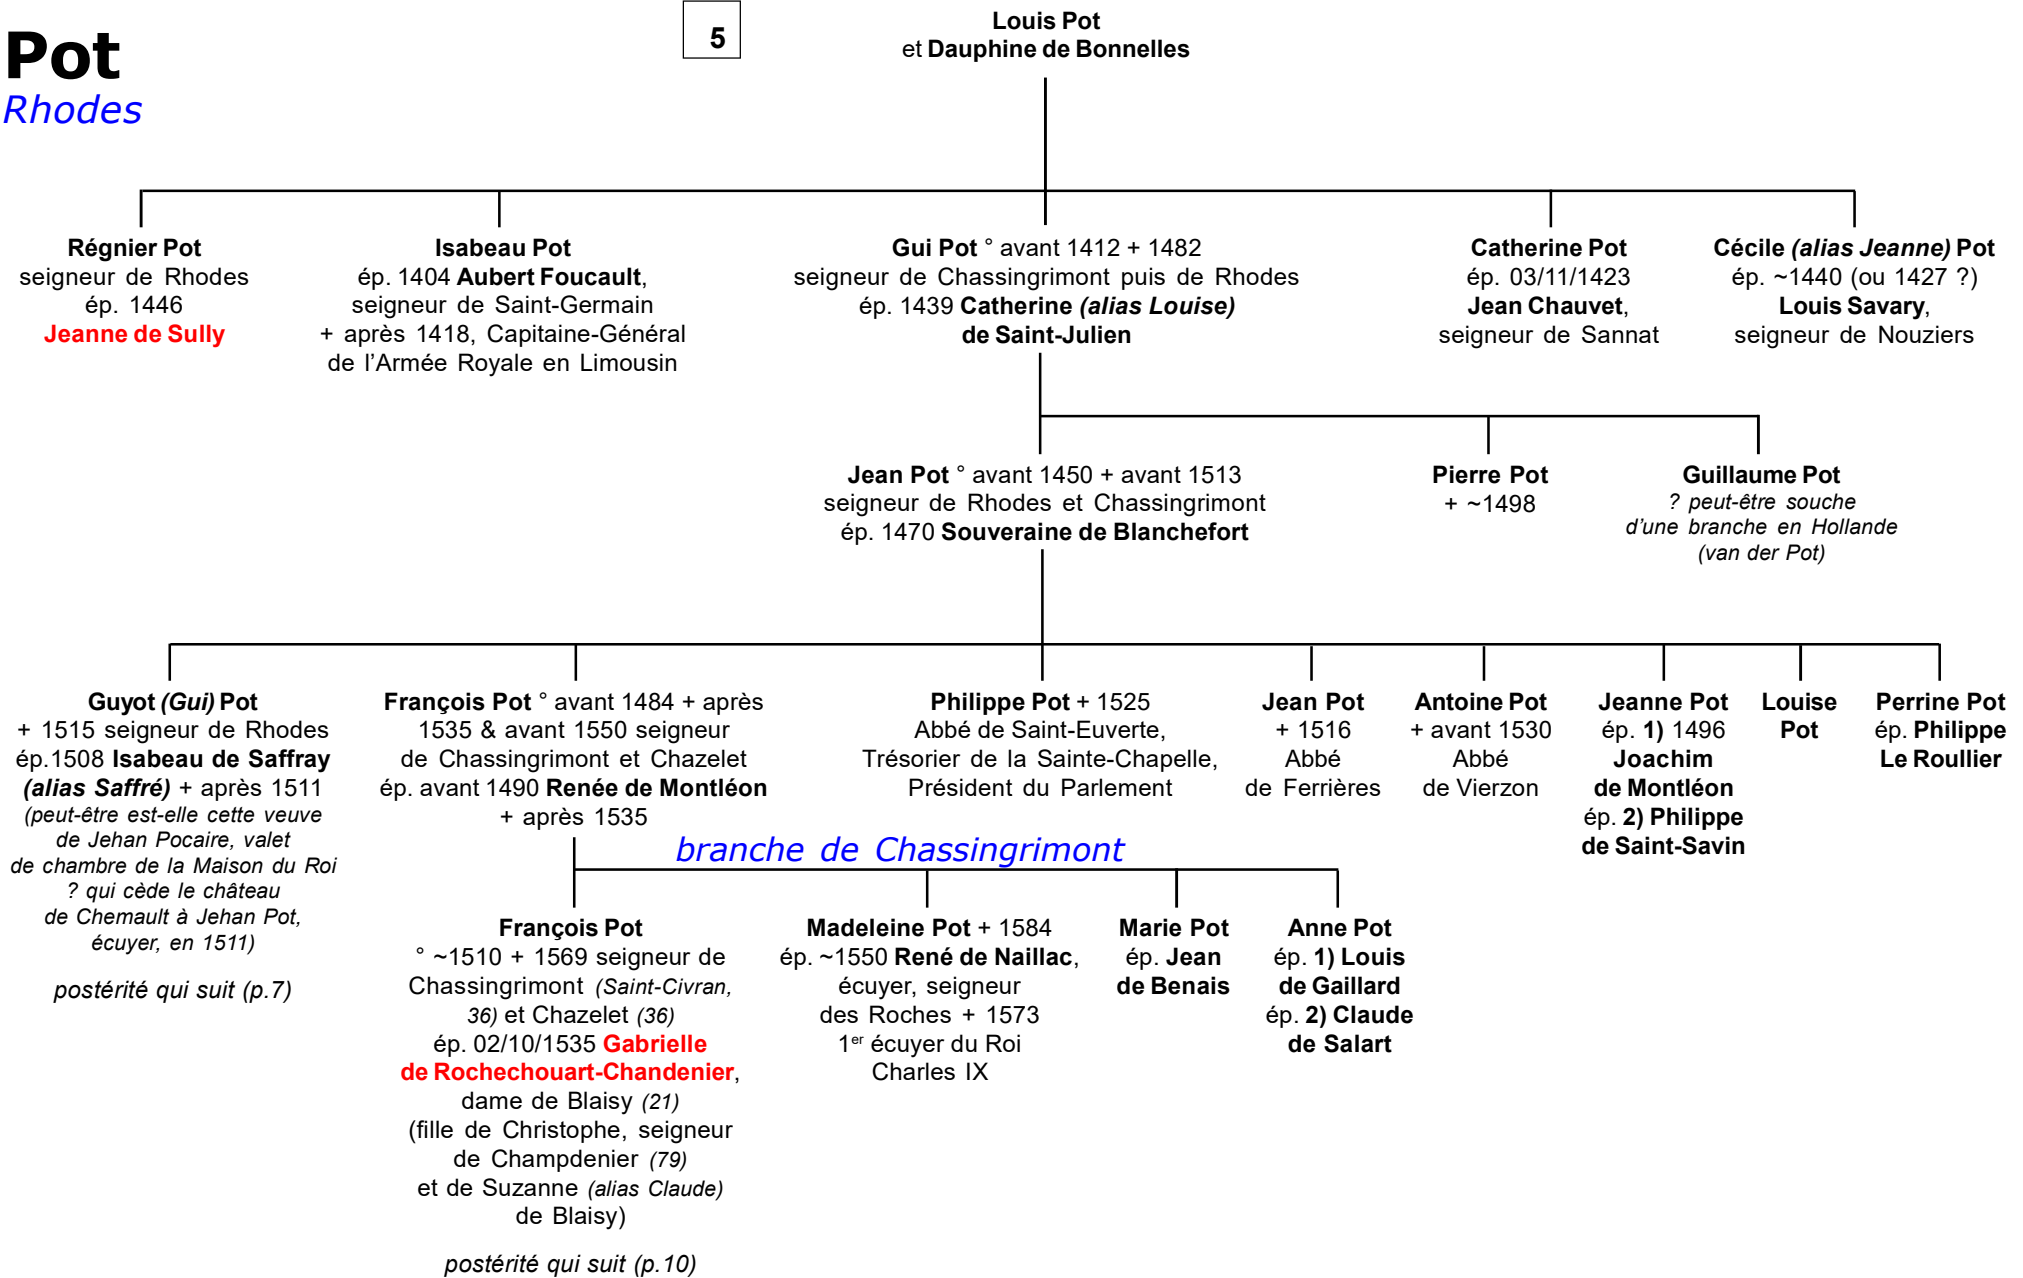 Pot
Rhodes
5
Louis Pot
et Dauphine de Bonnelles
Régnier Pot
seigneur de Rhodes
ép. 1446
Jeanne de Sully
Isabeau Pot
ép. 1404 Aubert Foucault,
seigneur de Saint-Germain
+ après 1418, Capitaine-Général
de l'Armée Royale en Limousin
Gui Pot ° avant 1412 + 1482
seigneur de Chassingrimont puis de Rhodes
ép. 1439 Catherine (alias Louise)
de Saint-Julien
Catherine Pot
ép. 03/11/1423
Jean Chauvet,
seigneur de Sannat
Cécile (alias Jeanne) Pot
ép. ~1440 (ou 1427 ?)
Louis Savary,
seigneur de Nouziers
Jean Pot ° avant 1450 + avant 1513
seigneur de Rhodes et Chassingrimont
ép. 1470 Souveraine de Blanchefort
Pierre Pot
+ ~1498
Guillaume Pot
? peut-être souche
d'une branche en Hollande
(van der Pot)
Guyot (Gui) Pot
+ 1515 seigneur de Rhodes
ép.1508 Isabeau de Saffray
(alias Saffré) + après 1511
(peut-être est-elle cette veuve
de Jehan Pocaire, valet
de chambre de la Maison du Roi
? qui cède le château
de Chemault à Jehan Pot,
écuyer, en 1511)
postérité qui suit (p.7)
François Pot ° avant 1484 + après
1535 & avant 1550 seigneur
de Chassingrimont et Chazelet
ép. avant 1490 Renée de Montléon
+ après 1535
Philippe Pot + 1525
Abbé de Saint-Euverte,
Trésorier de la Sainte-Chapelle,
Président du Parlement
Jean Pot
+ 1516
Abbé
de Ferrières
Antoine Pot
+ avant 1530
Abbé
de Vierzon
Jeanne Pot
ép. 1) 1496
Joachim
de Montléon
ép. 2) Philippe
de Saint-Savin
Louise
Pot
Perrine Pot
ép. Philippe
Le Roullier
branche de Chassingrimont
François Pot
° ~1510 + 1569 seigneur de
Chassingrimont (Saint-Civran,
36) et Chazelet (36)
ép. 02/10/1535 Gabrielle
de Rochechouart-Chandenier,
dame de Blaisy (21)
(fille de Christophe, seigneur
de Champdenier (79)
et de Suzanne (alias Claude)
de Blaisy)
postérité qui suit (p.10)
Madeleine Pot + 1584
ép. ~1550 René de Naillac,
écuyer, seigneur
des Roches + 1573
1er écuyer du Roi
Charles IX
Marie Pot
ép. Jean
de Benais
Anne Pot
ép. 1) Louis
de Gaillard
ép. 2) Claude
de Salart